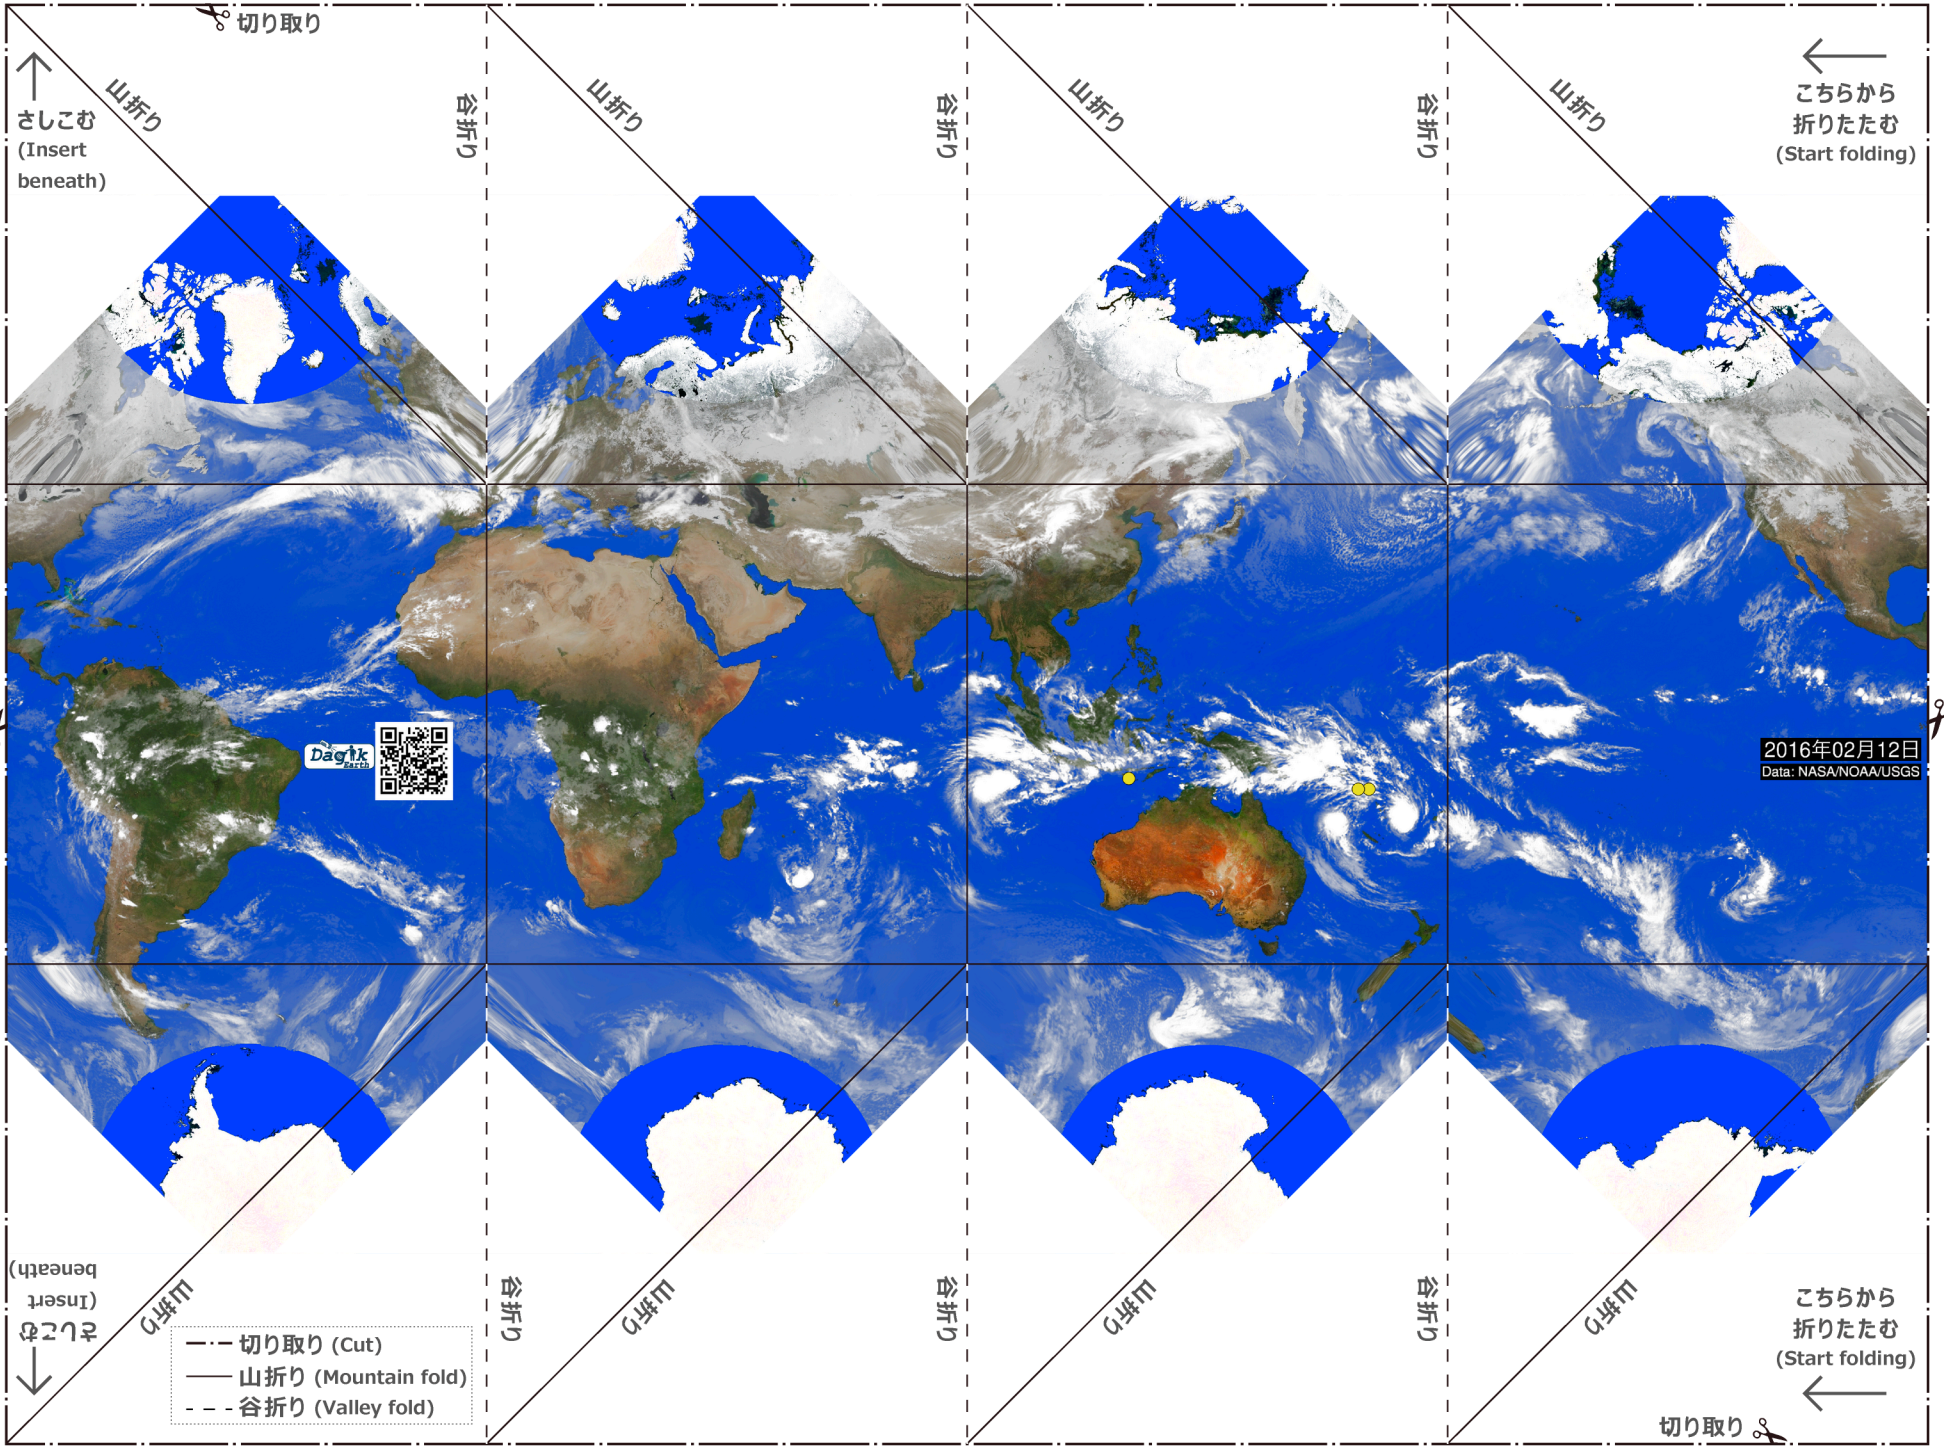 切り取り
山折り
谷折り
山折り
谷折り
山折り
谷折り
山折り
さしこむ
(Insert
beneath)
こちらから
折りたたむ
(Start folding)
Dagik
Earth
2016年02月12日
Data: NASA/NOAA/USGS
さしこむ
(Insert
beneath)
山折り
谷折り
山折り
谷折り
山折り
谷折り
山折り
こちらから
折りたたむ
(Start folding)
切り取り (Cut)
山折り (Mountain fold)
谷折り (Valley fold)
切り取り